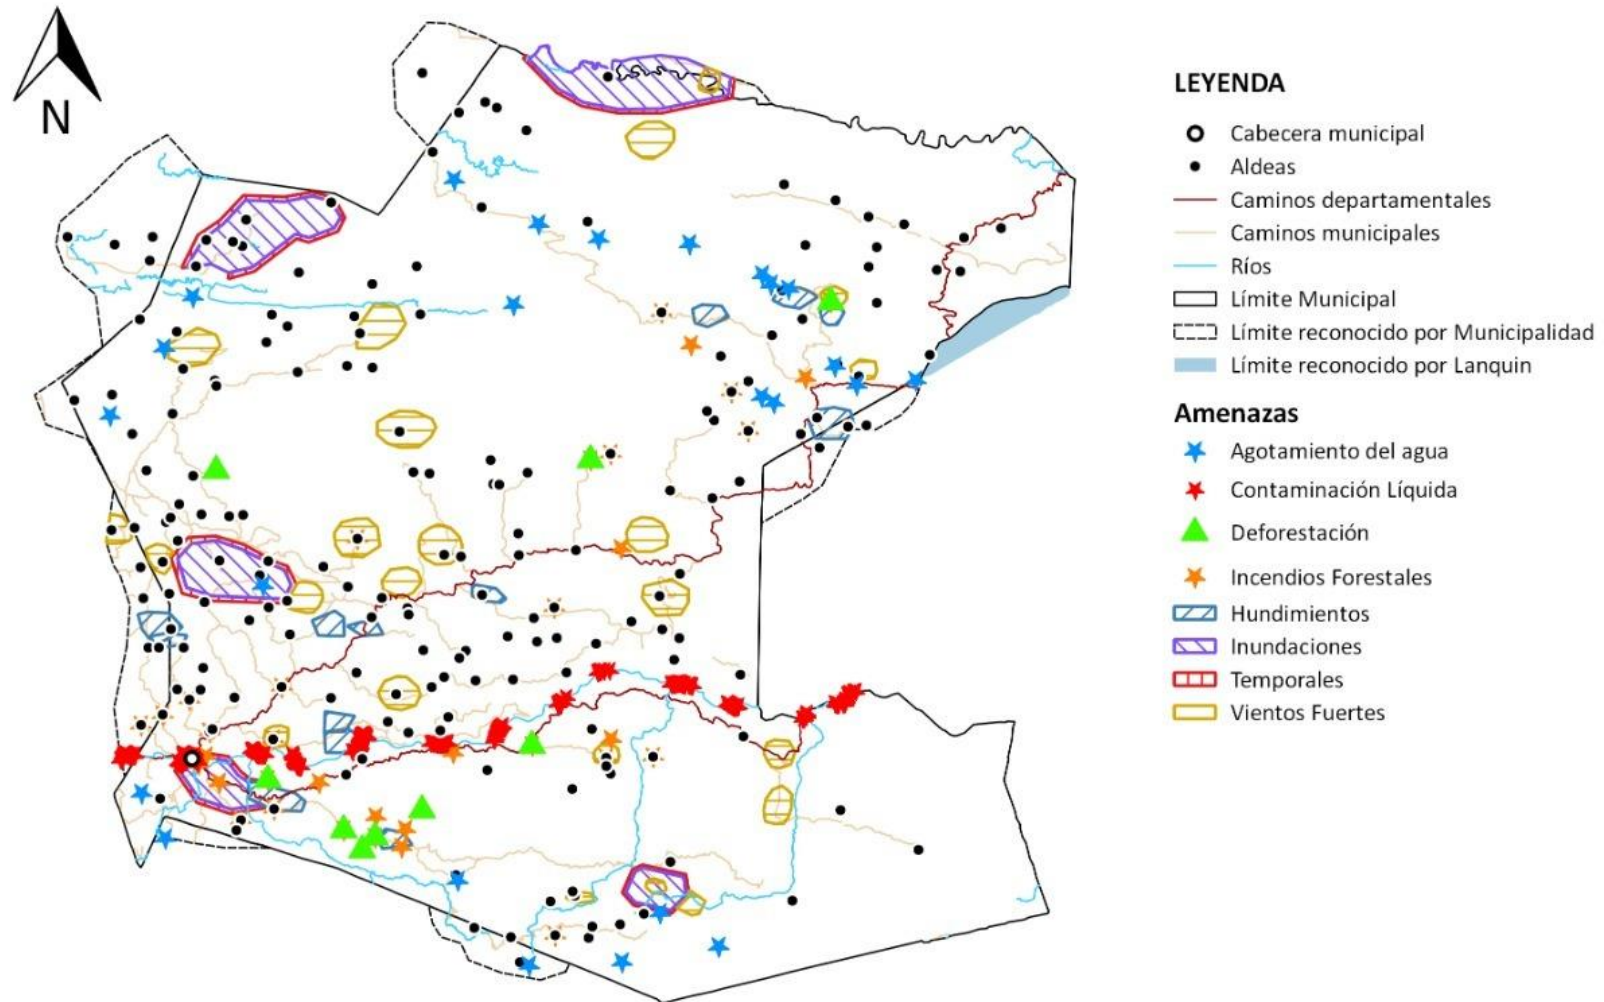 N
LEYENDA
Cabecera municipal
Aldeas
Caminos departamentales
Caminos municipales
Ríos
Límite Municipal
Límite reconocido por Municipalidad
Límite reconocido por Lanquin
Amenazas
Agotamiento del agua
Contaminación Líquida
Deforestación
Incendios Forestales
Hundimientos
Inundaciones
Temporales
Vientos Fuertes